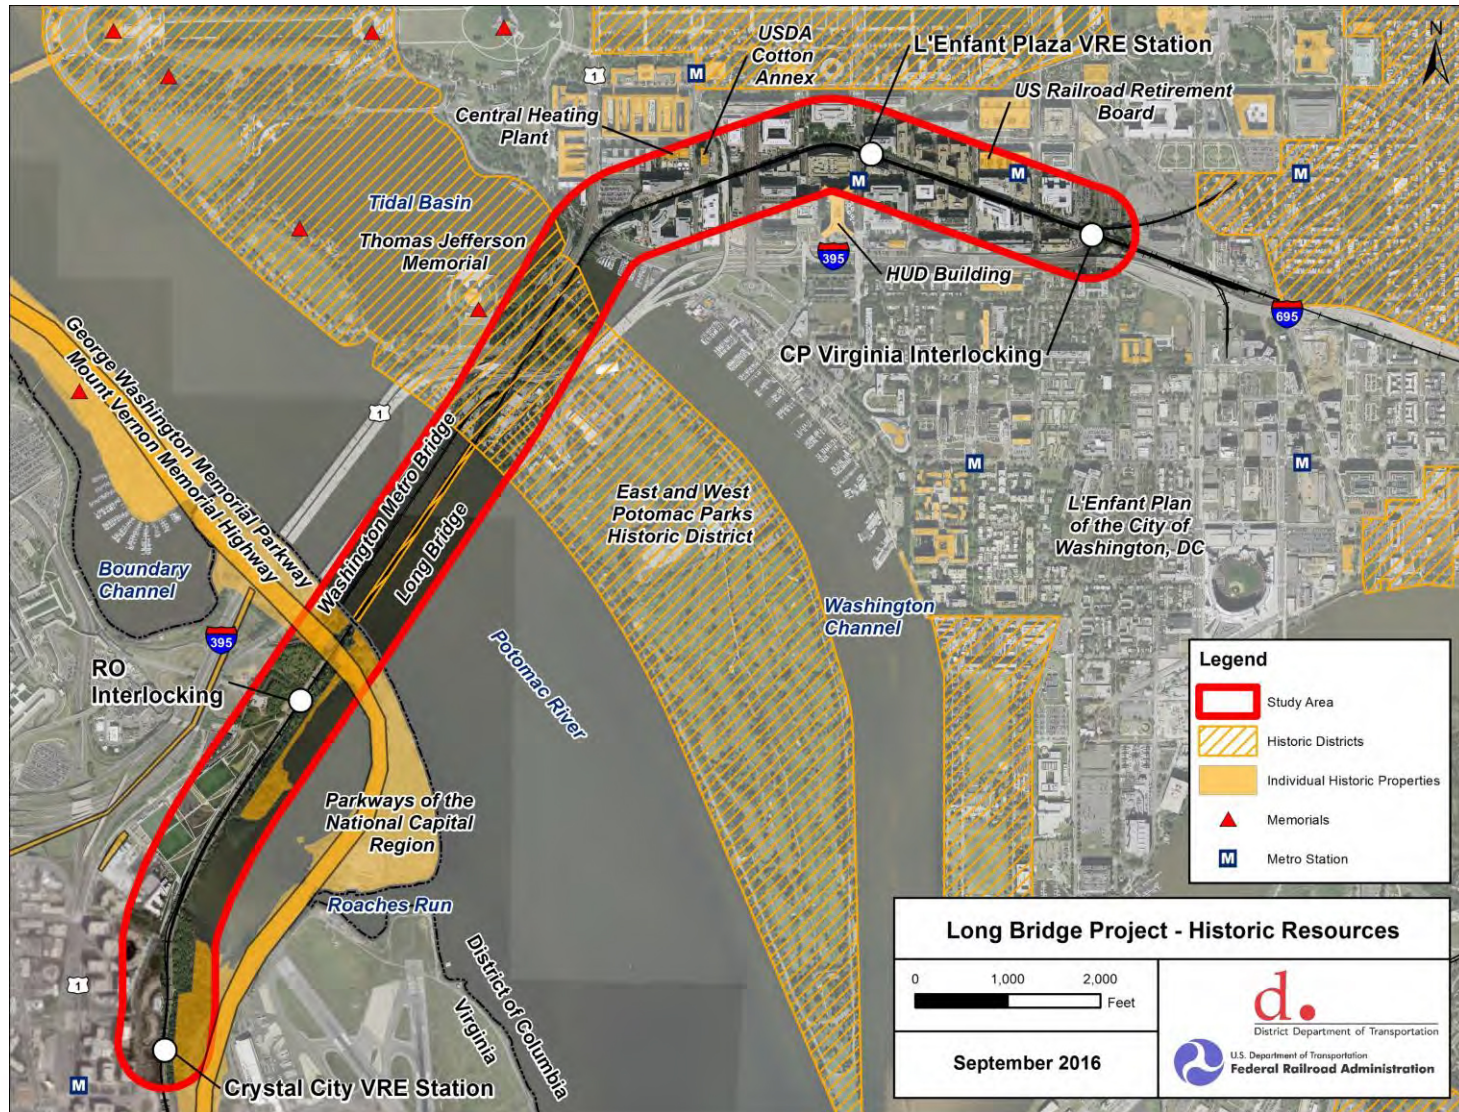 USDA
Cotton
Annex
L'Enfant Plaza VRE Station
N
1
M
US Railroad Retirement
Board
Central Heating
Plant
M
M
M
Tidal Basin
Thomas Jefferson
Memorial
395
HUD Building
695
CP Virginia Interlocking
George Washington Memorial Parkway
Mount Vernon Memorial Highway
1
Washington Metro Bridge
Long Bridge
M
M
East and West
Potomac Parks
Historic District
L'Enfant Plan
of the City of
Washington, DC
Boundary
Channel
395
Washington
Channel
Potomac River
RO
Interlocking
Parkways of the
National Capital
Region
Roaches Run
District of Columbia
Virginia
1
M
Crystal City VRE Station
Legend
Study Area
Historic Districts
Individual Historic Properties
Memorials
M
Metro Station
Long Bridge Project - Historic Resources
0 1,000 2,000
Feet
September 2016
d.
District Department of Transportation
U.S. Department of Transportation
Federal Railroad Administration